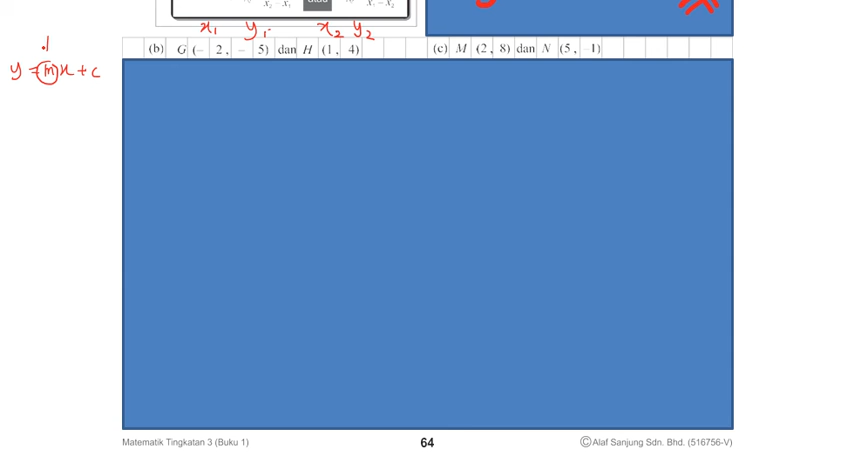 x₂ – x₁ atau x₁ – x₂
x₁ y₁ x₂ y₂
(b) G (– 2, – 5) dan H (1, 4) (c) M (2, 8) dan N (5, –1)
y = mx + c
Matematik Tingkatan 3 (Buku 1) 64 ©Alaf Sanjung Sdn. Bhd. (516756-V)